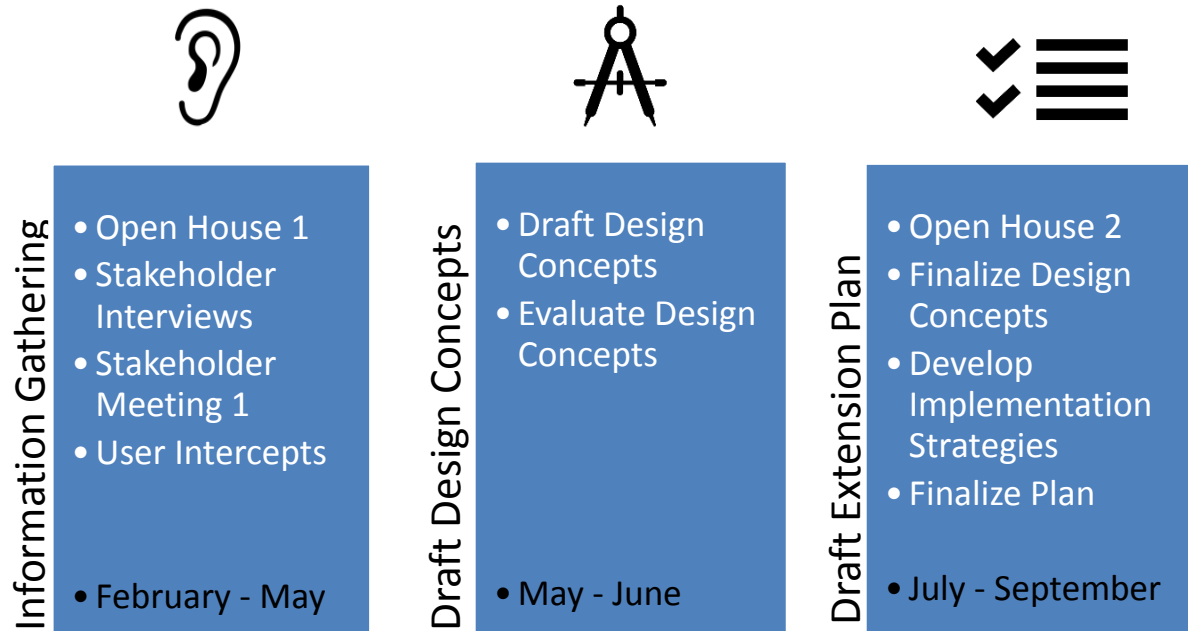 Information Gathering
• Open House 1
• Stakeholder
Interviews
• Stakeholder
Meeting 1
• User Intercepts
• February - May
Draft Design Concepts
• Draft Design
Concepts
• Evaluate Design
Concepts
• May - June
Draft Extension Plan
• Open House 2
• Finalize Design
Concepts
• Develop
Implementation
Strategies
• Finalize Plan
• July - September